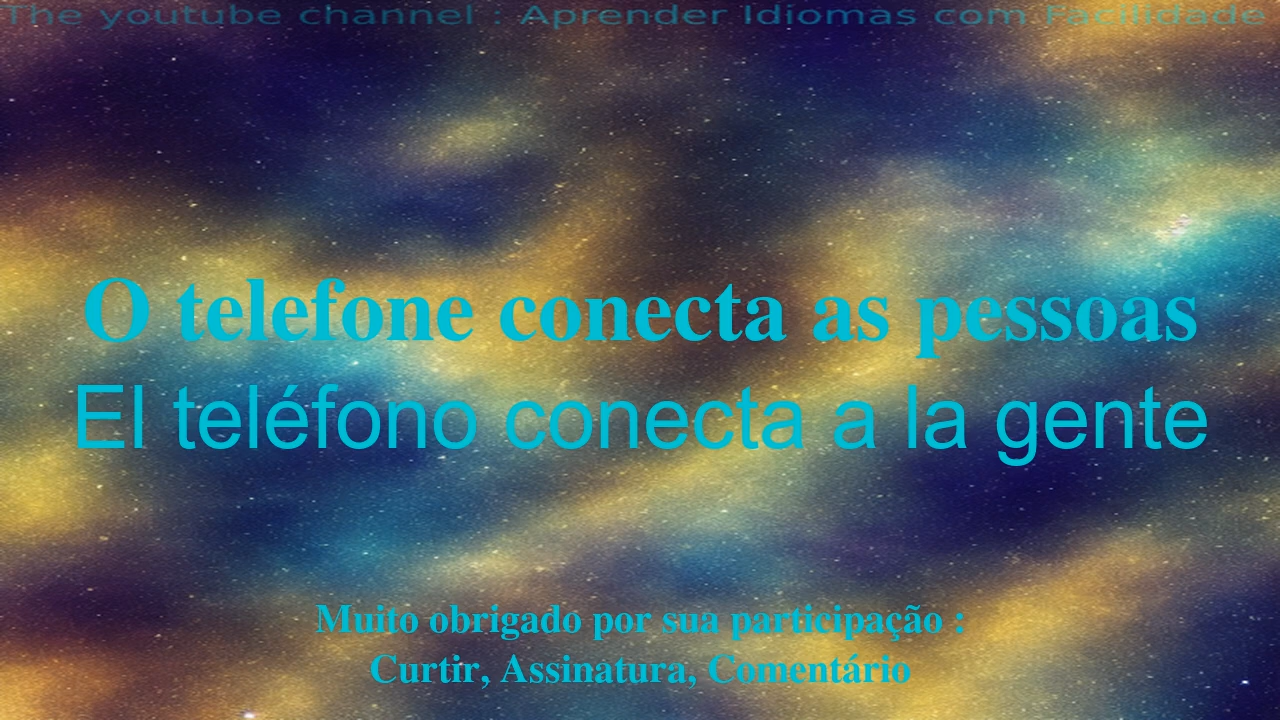 The youtube channel : Aprender Idiomas com Facilidade
O telefone conecta as pessoas
El teléfono conecta a la gente
Muito obrigado por sua participação :
Curtir, Assinatura, Comentário